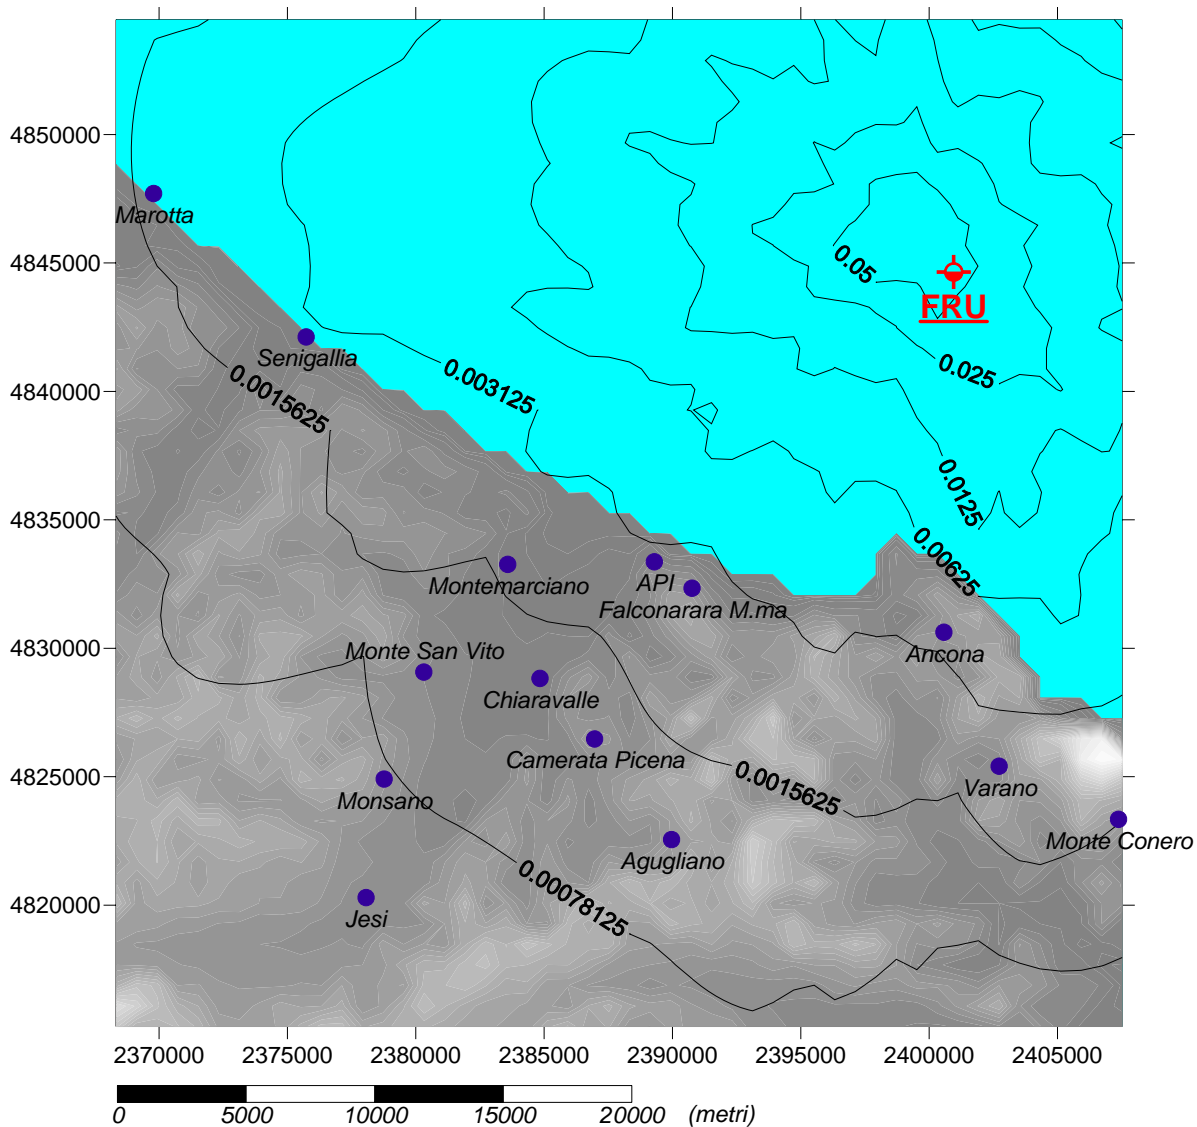 4850000
Marotta
4845000
0.05
FRU
Senigallia
0.003125
0.025
4840000
0.0015625
0.0125
4835000
0.00625
Montemarciano
API
Falconarara M.ma
4830000
Monte San Vito
Ancona
Chiaravalle
Camerata Picena
4825000
0.0015625
Monsano
Varano
Monte Conero
Agugliano
0.00078125
4820000
Jesi
2370000 2375000 2380000 2385000 2390000 2395000 2400000 2405000
0 5000 10000 15000 20000 (metri)